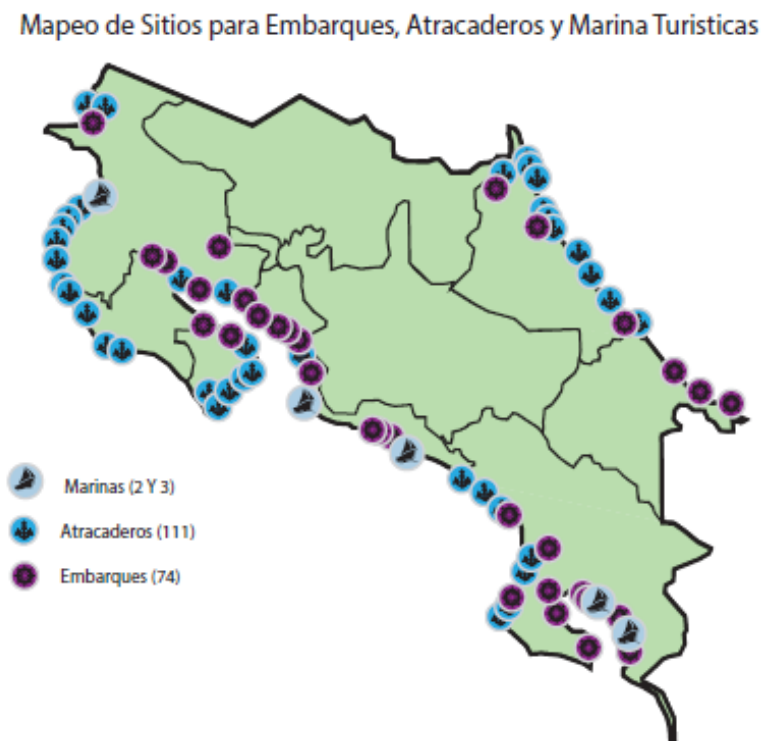 Mapeo de Sitios para Embarques, Atracaderos y Marina Turisticas
Marinas (2 Y 3)
Atracaderos (111)
Embarques (74)